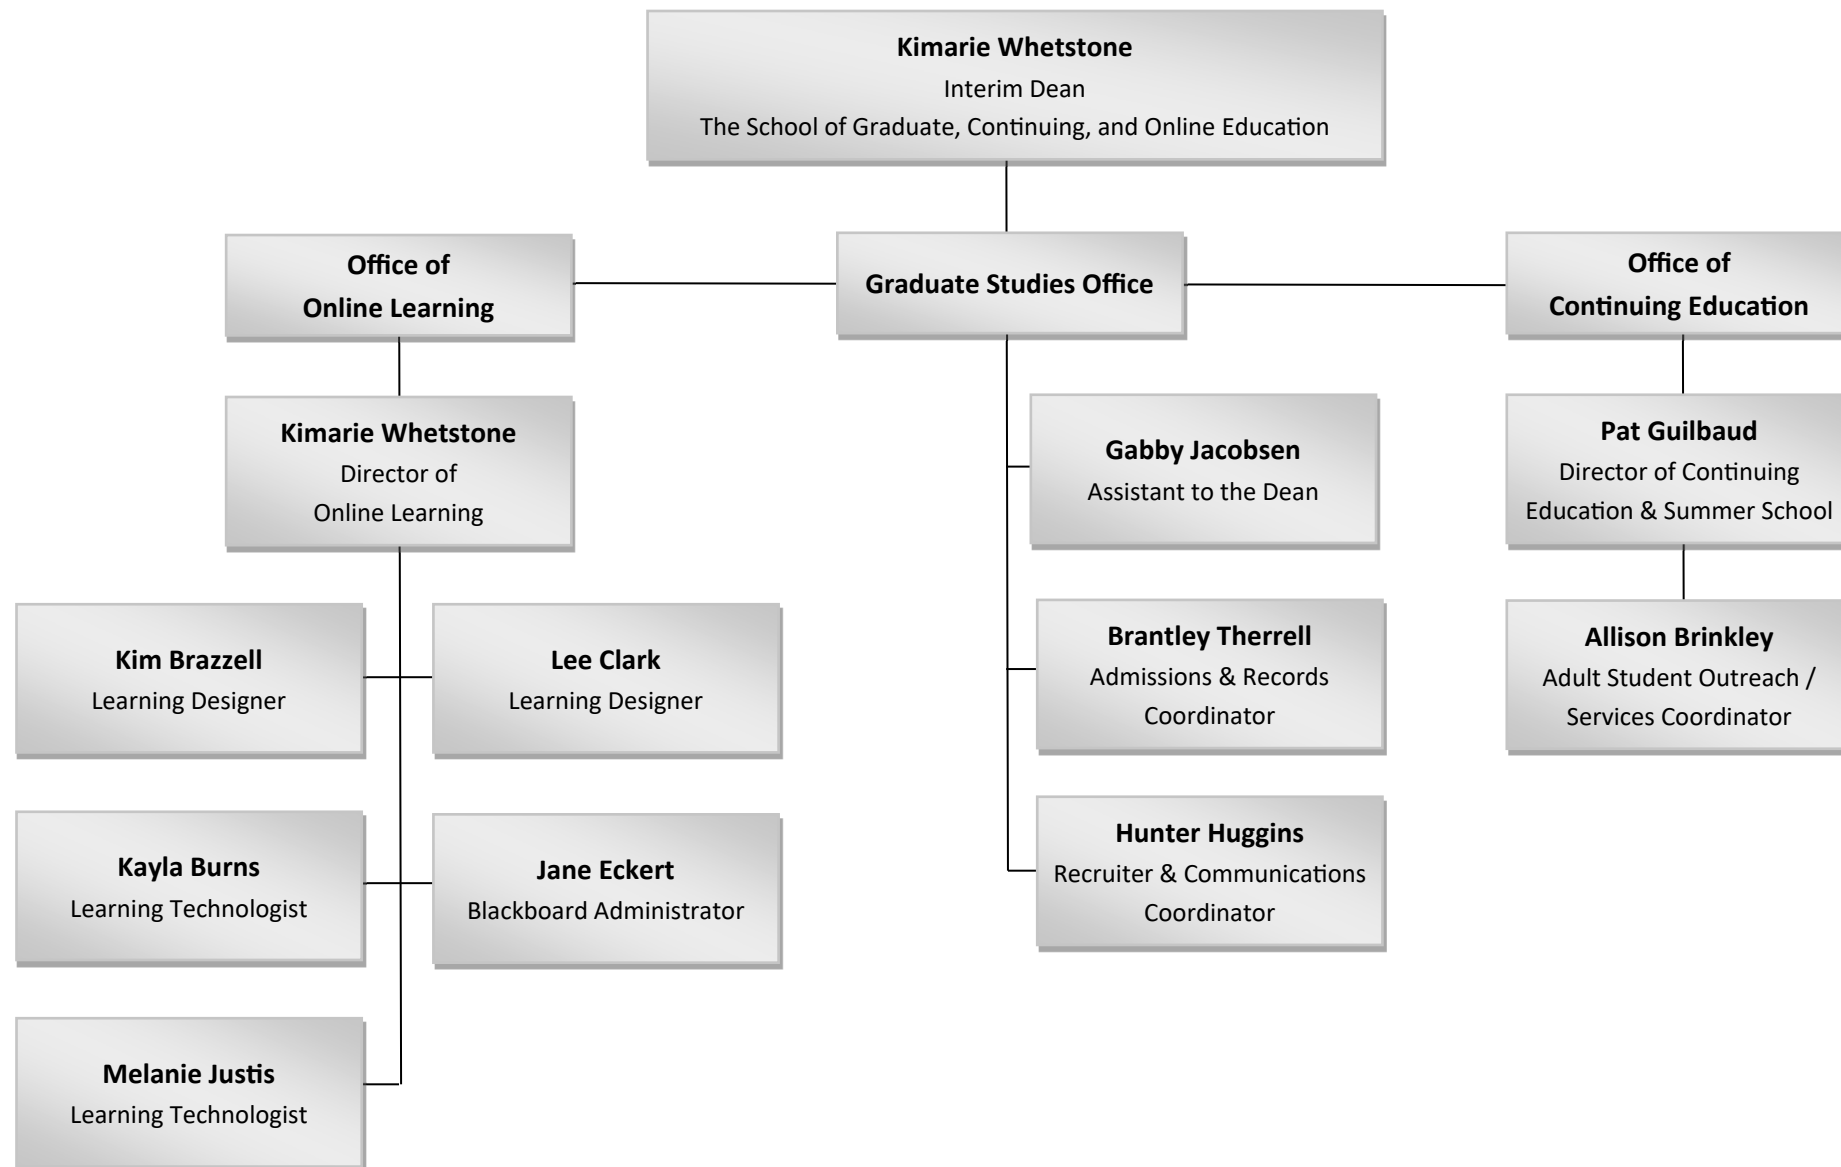 Kimarie Whetstone
Interim Dean
The School of Graduate, Continuing, and Online Education
Office of
Online Learning
Graduate Studies Office
Office of
Continuing Education
Kimarie Whetstone
Director of
Online Learning
Kim Brazzell
Learning Designer
Lee Clark
Learning Designer
Kayla Burns
Learning Technologist
Jane Eckert
Blackboard Administrator
Melanie Justis
Learning Technologist
Gabby Jacobsen
Assistant to the Dean
Brantley Therrell
Admissions & Records
Coordinator
Hunter Huggins
Recruiter & Communications
Coordinator
Pat Guilbaud
Director of Continuing
Education & Summer School
Allison Brinkley
Adult Student Outreach /
Services Coordinator